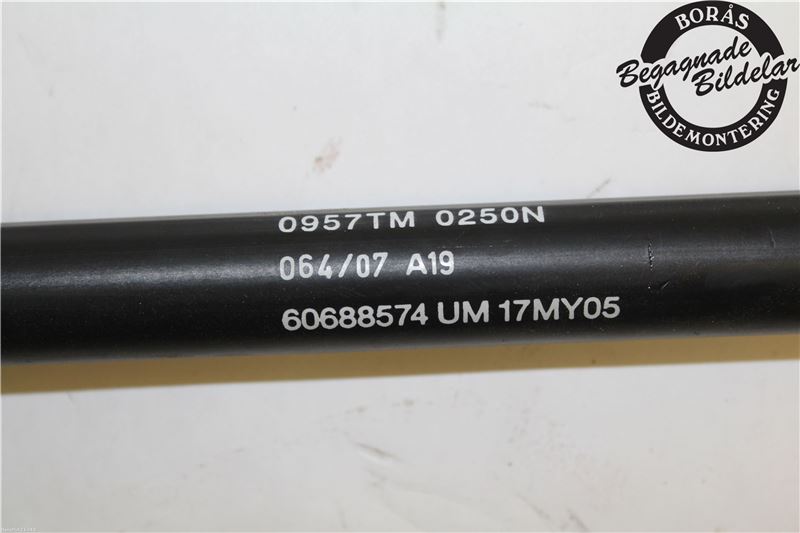 BORÅS
Begagnade
Bildelar
BILDEMONTERING
0957TM 0250N
064/07 A19
60688574 UM 17MY05